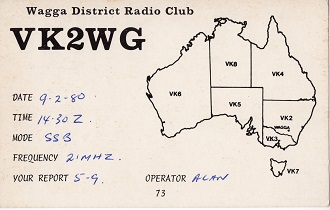 Wagga District Radio Club
VK2WG
VK8
VK4
VK6
VK5
VK2
WAGGA
VK3
VK7
DATE 9-2-80
TIME 14.30 Z.
MODE SSB
FREQUENCY 21MHZ.
YOUR REPORT 5-9
OPERATOR ALAN
73